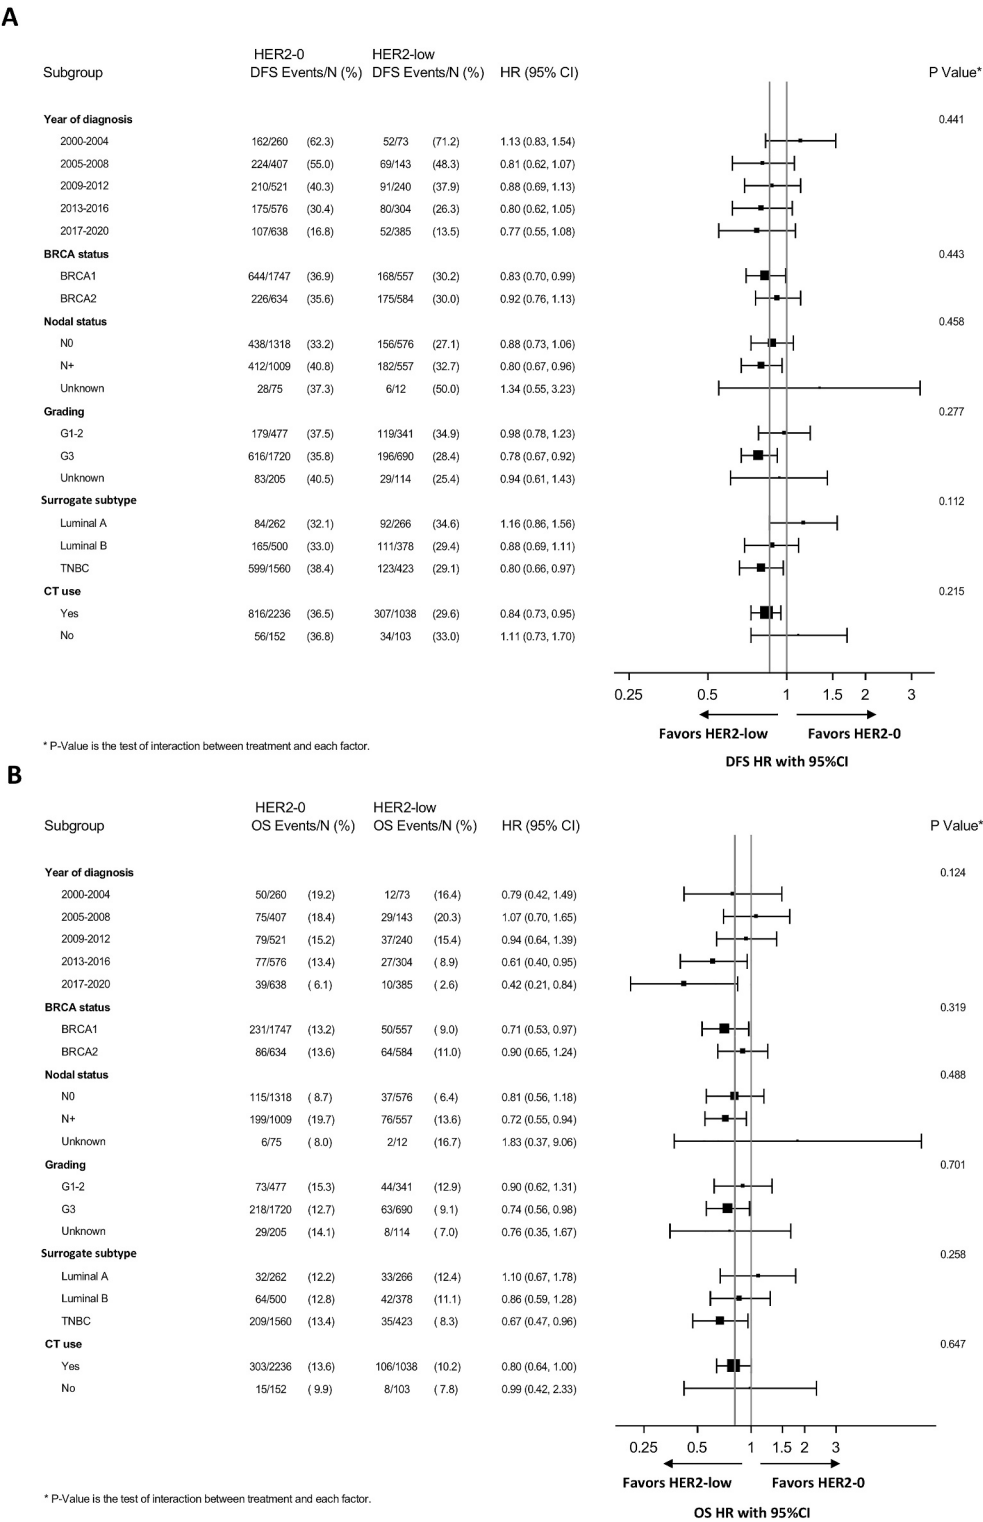 A
HER2-0 HER2-low
Subgroup DFS Events/N (%) DFS Events/N (%) HR (95% CI) P Value*
Year of diagnosis 0.441
2000-2004 162/260 (62.3) 52/73 (71.2) 1.13 (0.83, 1.54)
2005-2008 224/407 (55.0) 69/143 (48.3) 0.81 (0.62, 1.07)
2009-2012 210/521 (40.3) 91/240 (37.9) 0.88 (0.69, 1.13)
2013-2016 175/576 (30.4) 80/304 (26.3) 0.80 (0.62, 1.05)
2017-2020 107/638 (16.8) 52/385 (13.5) 0.77 (0.55, 1.08)
BRCA status 0.443
BRCA1 644/1747 (36.9) 168/557 (30.2) 0.83 (0.70, 0.99)
BRCA2 226/634 (35.6) 175/584 (30.0) 0.92 (0.76, 1.13)
Nodal status 0.458
N0 438/1318 (33.2) 156/576 (27.1) 0.88 (0.73, 1.06)
N+ 412/1009 (40.8) 182/557 (32.7) 0.80 (0.67, 0.96)
Unknown 28/75 (37.3) 6/12 (50.0) 1.34 (0.55, 3.23)
Grading 0.277
G1-2 179/477 (37.5) 119/341 (34.9) 0.98 (0.78, 1.23)
G3 616/1720 (35.8) 196/690 (28.4) 0.78 (0.67, 0.92)
Unknown 83/205 (40.5) 29/114 (25.4) 0.94 (0.61, 1.43)
Surrogate subtype 0.112
Luminal A 84/262 (32.1) 92/266 (34.6) 1.16 (0.86, 1.56)
Luminal B 165/500 (33.0) 111/378 (29.4) 0.88 (0.69, 1.11)
TNBC 599/1560 (38.4) 123/423 (29.1) 0.80 (0.66, 0.97)
CT use 0.215
Yes 816/2236 (36.5) 307/1038 (29.6) 0.84 (0.73, 0.95)
No 56/152 (36.8) 34/103 (33.0) 1.11 (0.73, 1.70)
0.25 0.5 1 1.5 2 3
Favors HER2-low Favors HER2-0
* P-Value is the test of interaction between treatment and each factor.
DFS HR with 95%CI
B
HER2-0 HER2-low
Subgroup OS Events/N (%) OS Events/N (%) HR (95% CI) P Value*
Year of diagnosis 0.124
2000-2004 50/260 (19.2) 12/73 (16.4) 0.79 (0.42, 1.49)
2005-2008 75/407 (18.4) 29/143 (20.3) 1.07 (0.70, 1.65)
2009-2012 79/521 (15.2) 37/240 (15.4) 0.94 (0.64, 1.39)
2013-2016 77/576 (13.4) 27/304 ( 8.9) 0.61 (0.40, 0.95)
2017-2020 39/638 ( 6.1) 10/385 ( 2.6) 0.42 (0.21, 0.84)
BRCA status 0.319
BRCA1 231/1747 (13.2) 50/557 ( 9.0) 0.71 (0.53, 0.97)
BRCA2 86/634 (13.6) 64/584 (11.0) 0.90 (0.65, 1.24)
Nodal status 0.488
N0 115/1318 ( 8.7) 37/576 ( 6.4) 0.81 (0.56, 1.18)
N+ 199/1009 (19.7) 76/557 (13.6) 0.72 (0.55, 0.94)
Unknown 6/75 ( 8.0) 2/12 (16.7) 1.83 (0.37, 9.06)
Grading 0.701
G1-2 73/477 (15.3) 44/341 (12.9) 0.90 (0.62, 1.31)
G3 218/1720 (12.7) 63/690 ( 9.1) 0.74 (0.56, 0.98)
Unknown 29/205 (14.1) 8/114 ( 7.0) 0.76 (0.35, 1.67)
Surrogate subtype 0.258
Luminal A 32/262 (12.2) 33/266 (12.4) 1.10 (0.67, 1.78)
Luminal B 64/500 (12.8) 42/378 (11.1) 0.86 (0.59, 1.28)
TNBC 209/1560 (13.4) 35/423 ( 8.3) 0.67 (0.47, 0.96)
CT use 0.647
Yes 303/2236 (13.6) 106/1038 (10.2) 0.80 (0.64, 1.00)
No 15/152 ( 9.9) 8/103 ( 7.8) 0.99 (0.42, 2.33)
0.25 0.5 1 1.5 2 3
Favors HER2-low Favors HER2-0
* P-Value is the test of interaction between treatment and each factor.
OS HR with 95%CI